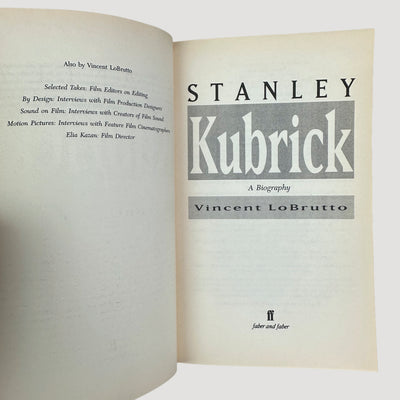 Also by Vincent LoBrutto
Selected Takes: Film Editors on Editing
By Design: Interviews with Film Production Designers
Sound on Film: Interviews with Creators of Film Sound
Motion Pictures: Interviews with Feature Film Cinematographers
Elia Kazan: Film Director
STANLEY
Kubrick
A Biography
Vincent LoBrutto
ff
faber and faber